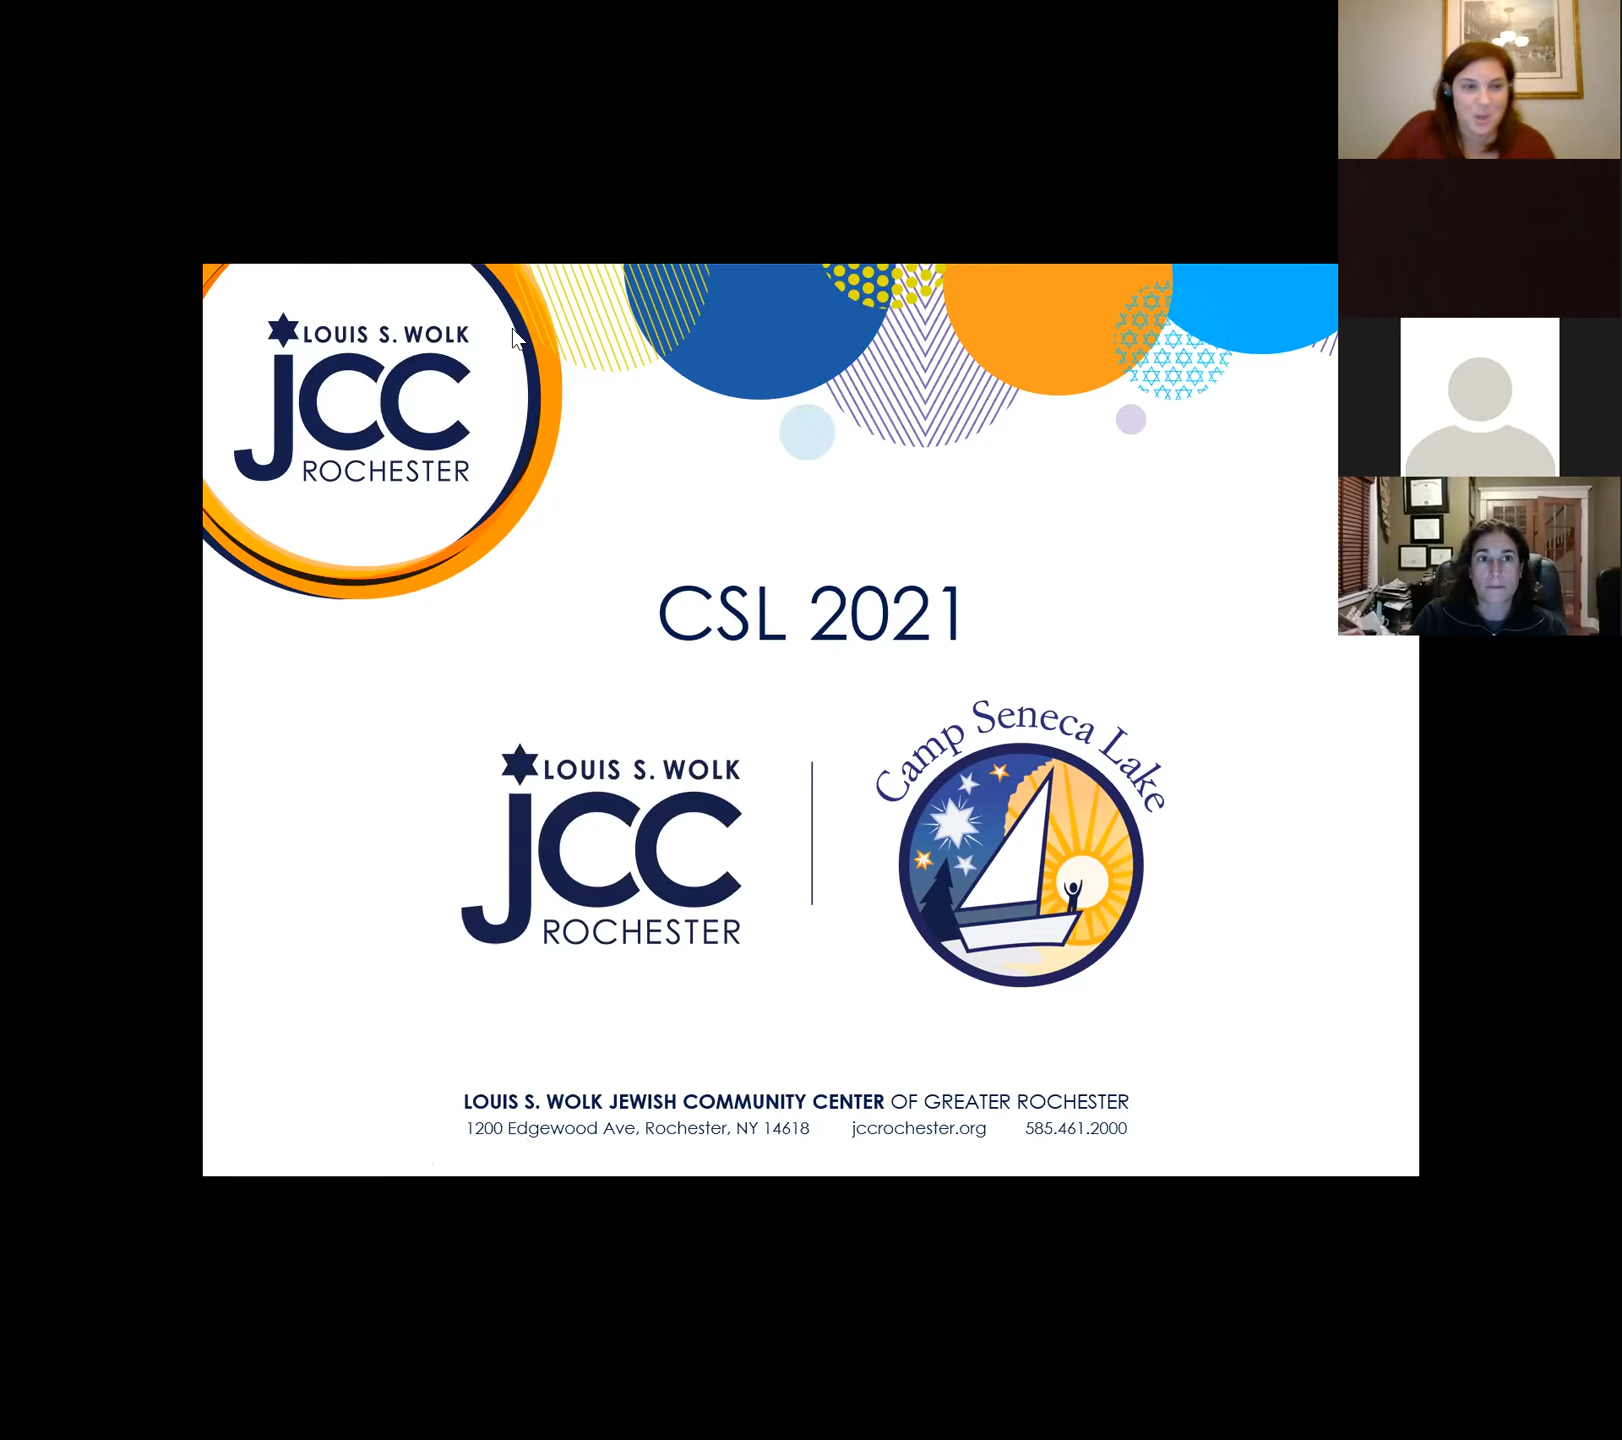 LOUIS S. WOLK
jcc
ROCHESTER
CSL 2021
LOUIS S. WOLK
jcc
ROCHESTER
Camp Seneca Lake
LOUIS S. WOLK JEWISH COMMUNITY CENTER OF GREATER ROCHESTER
1200 Edgewood Ave, Rochester, NY 14618 jccrochester.org 585.461.2000